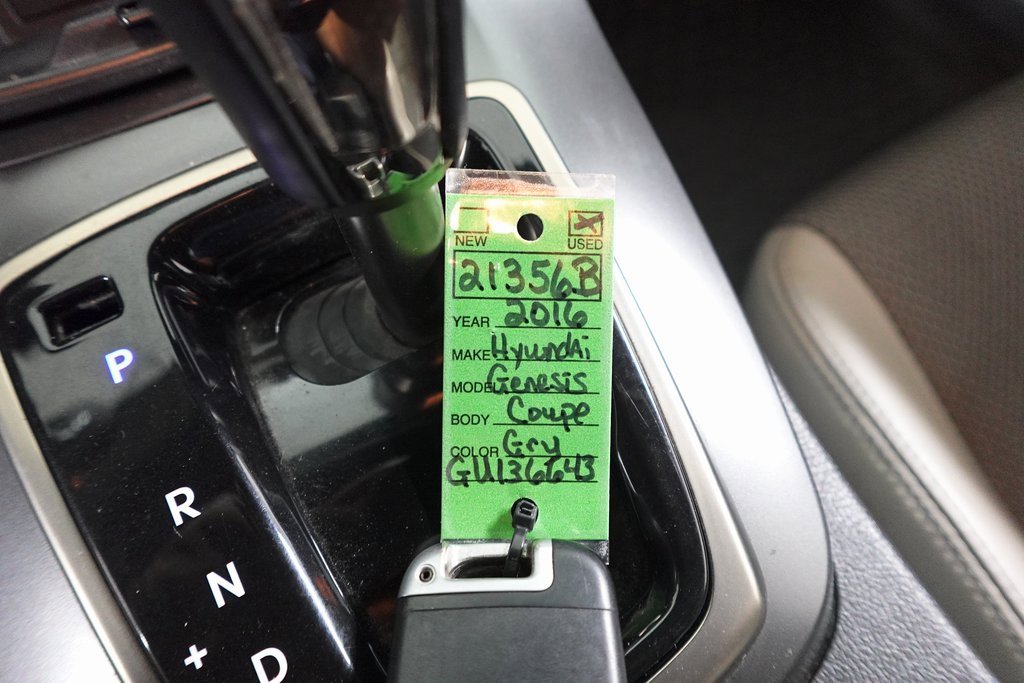 NEW USED
21356B
YEAR 2016
MAKE Hyundai
MODEL Genesis
BODY Coupe
COLOR Gry
GU136643
P
R
N
+ D